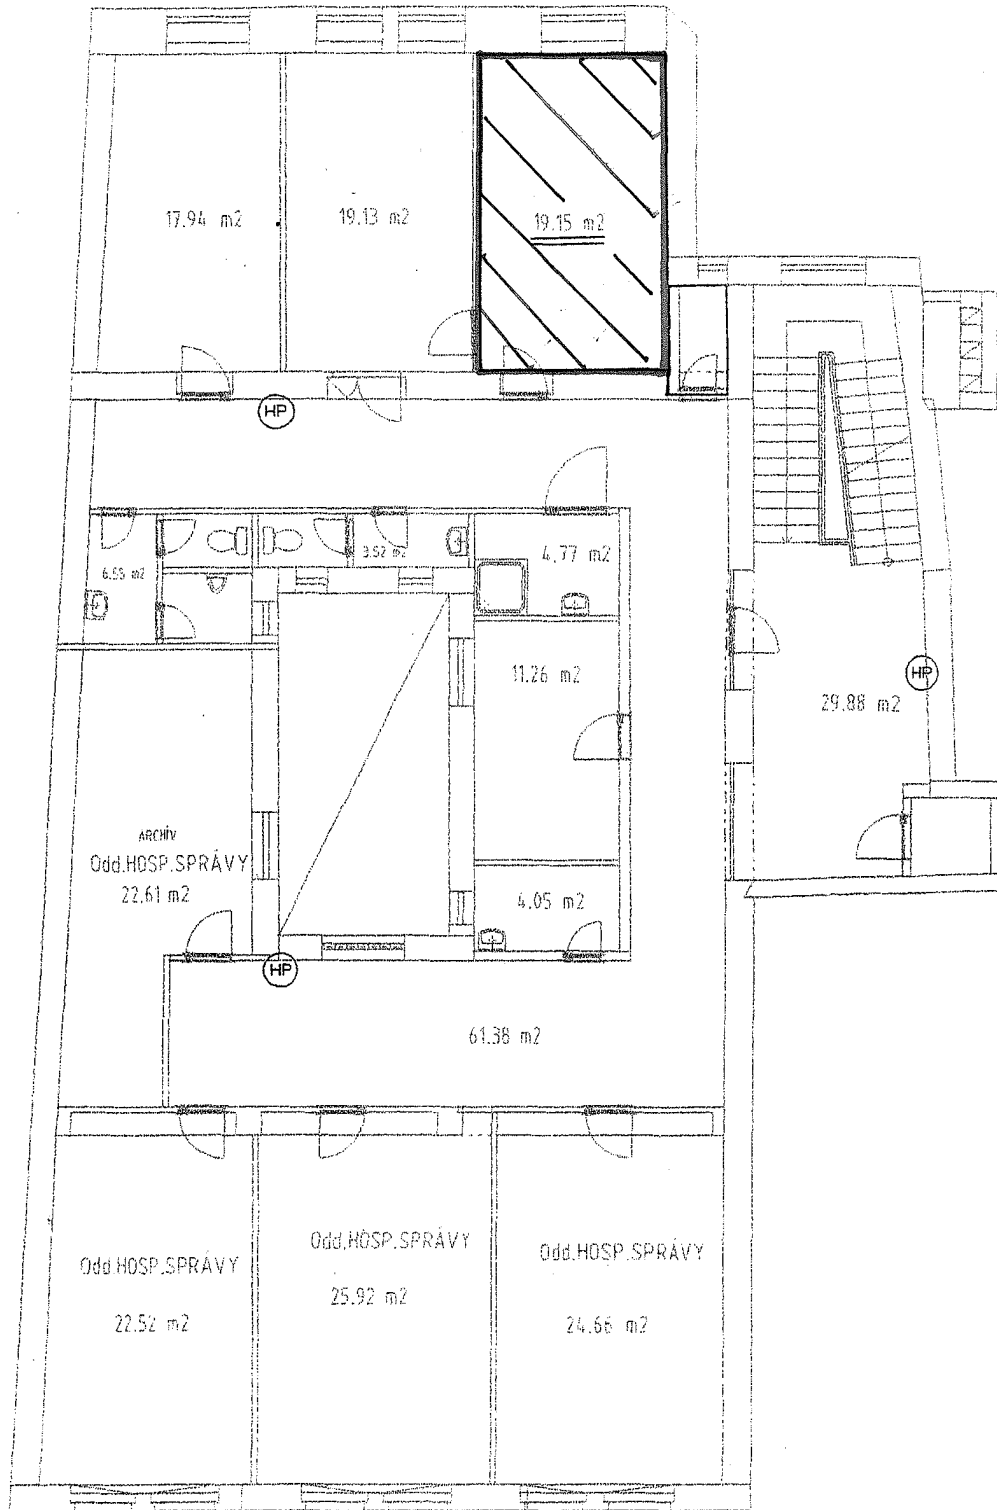 17.94 m2
19.13 m2
19.15 m2
HP
6.55 m2
3.52 m2
4.77 m2
11.26 m2
HP
29.88 m2
ARCHÍV
Odd.HOSP.SPRÁVY
22.61 m2
4.05 m2
HP
61.38 m2
Odd.HOSP.SPRÁVY
22.52 m2
Odd.HOSP.SPRÁVY
25.92 m2
Odd.HOSP.SPRÁVY
24.66 m2